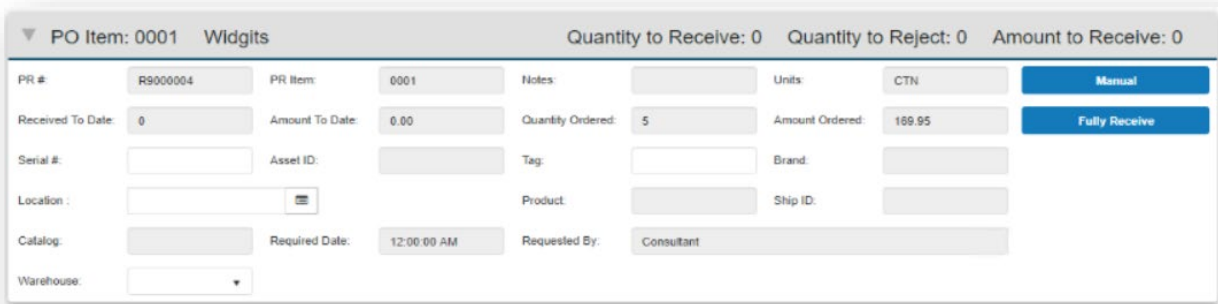 PO Item: 0001 Widgits Quantity to Receive: 0 Quantity to Reject: 0 Amount to Receive: 0
PR #: R9000004 PR Item: 0001 Notes: Units: CTN Manual
Received To Date: 0 Amount To Date: 0.00 Quantity Ordered: 5 Amount Ordered: 169.95 Fully Receive
Serial #: Asset ID: Tag: Brand:
Location : Product: Ship ID:
Catalog: Required Date: 12:00:00 AM Requested By: Consultant
Warehouse: